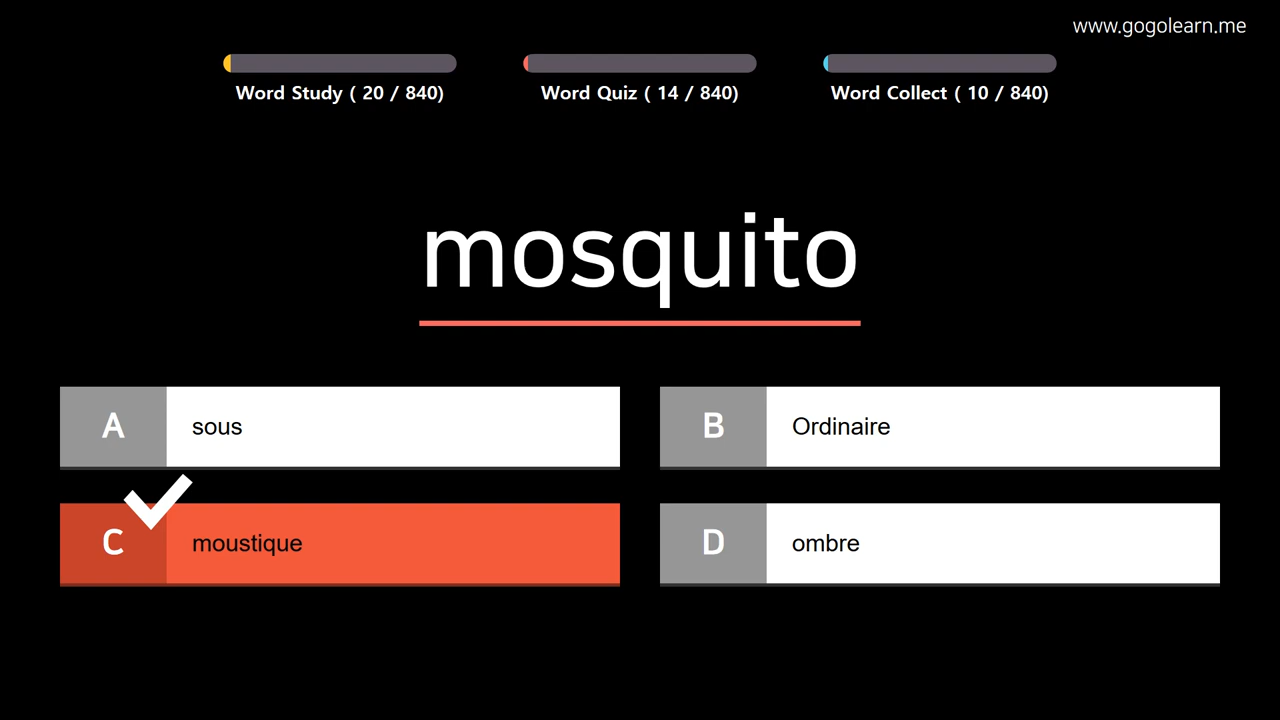 www.gogolearn.me
Word Study ( 20 / 840)
Word Quiz ( 14 / 840)
Word Collect ( 10 / 840)
mosquito
A sous
B Ordinaire
C moustique
D ombre